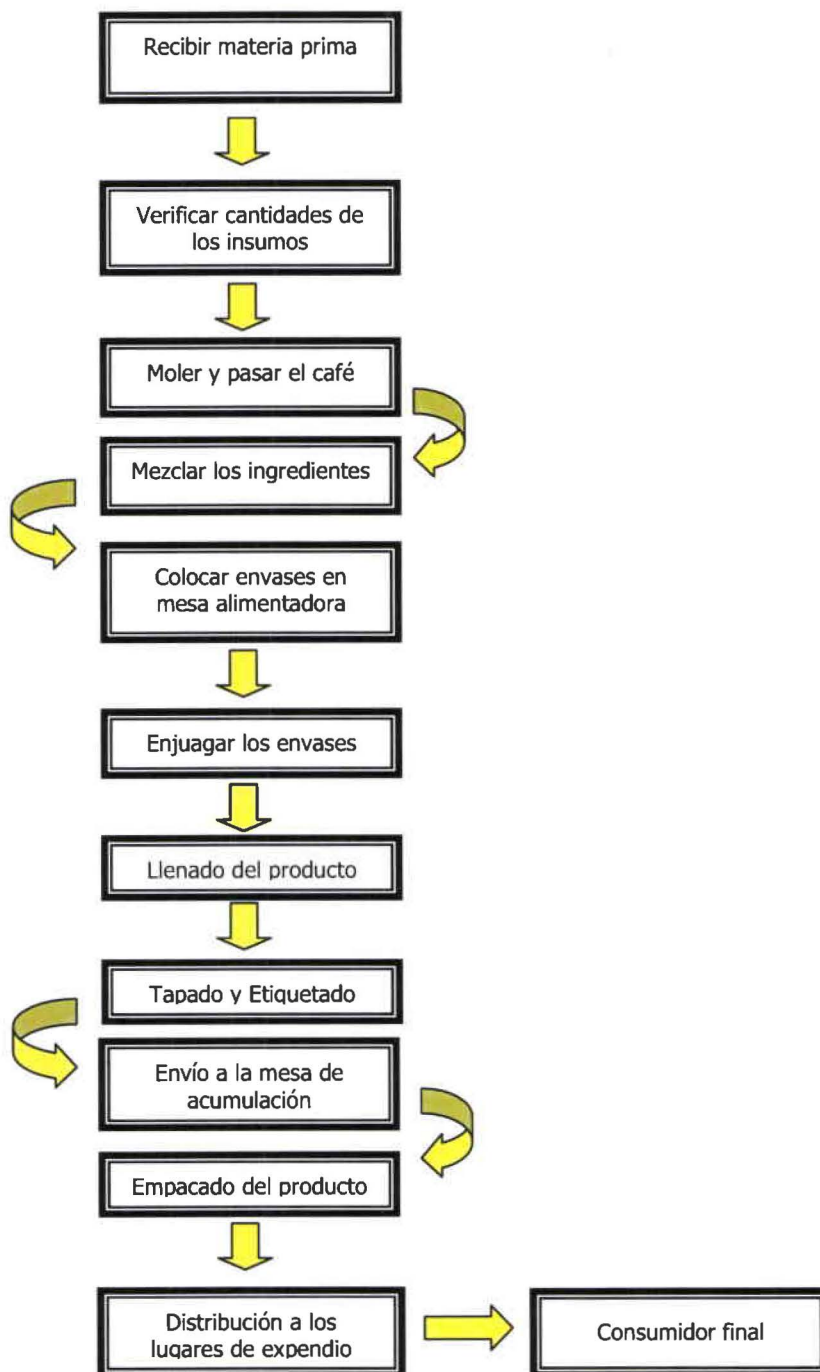 Recibir materia prima
Verificar cantidades de
los insumos
Moler y pasar el café
Mezclar los ingredientes
Colocar envases en
mesa alimentadora
Enjuagar los envases
Llenado del producto
Tapado y Etiquetado
Envío a la mesa de
acumulación
Empacado del producto
Distribución a los
lugares de expendio
Consumidor final